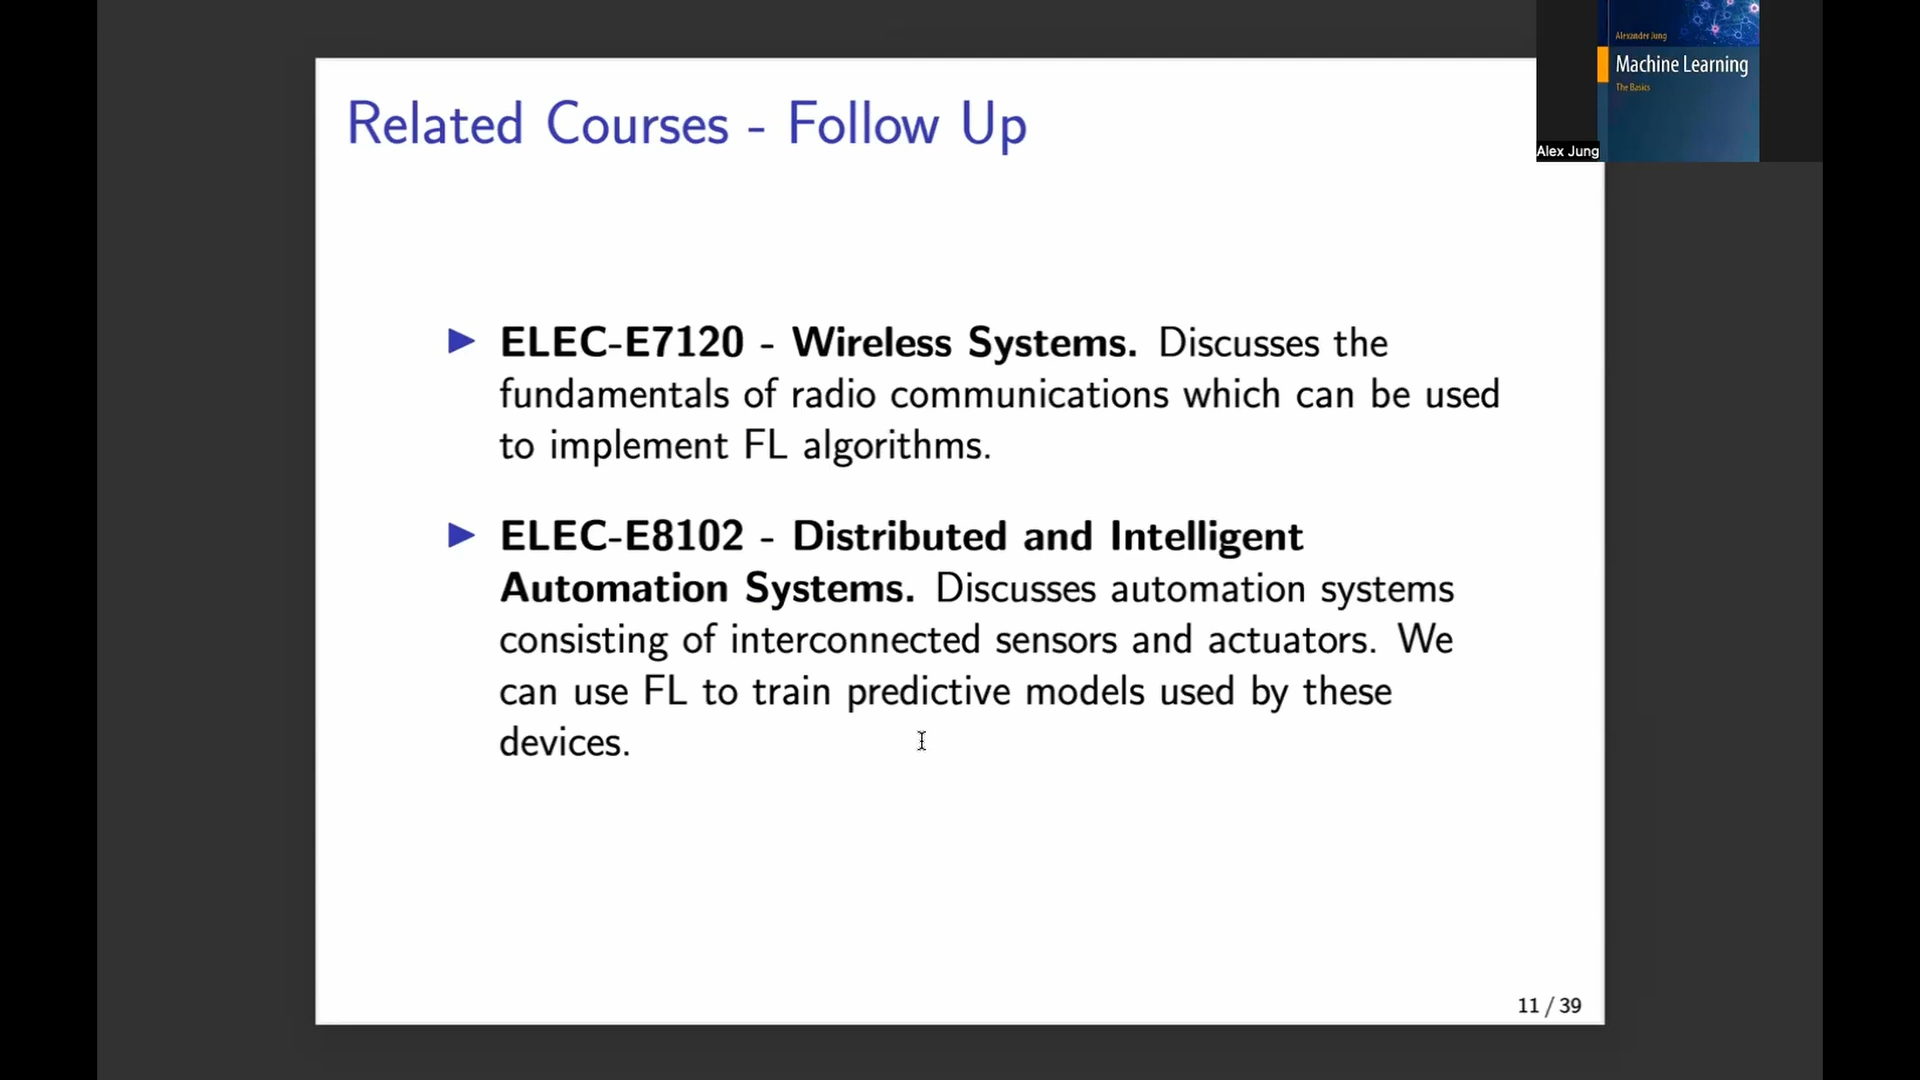 Alexander Jung
Machine Learning
The Basics
Alex Jung
Related Courses - Follow Up
▶ ELEC-E7120 - Wireless Systems. Discusses the
fundamentals of radio communications which can be used
to implement FL algorithms.
▶ ELEC-E8102 - Distributed and Intelligent
Automation Systems. Discusses automation systems
consisting of interconnected sensors and actuators. We
can use FL to train predictive models used by these
devices.
11 / 39